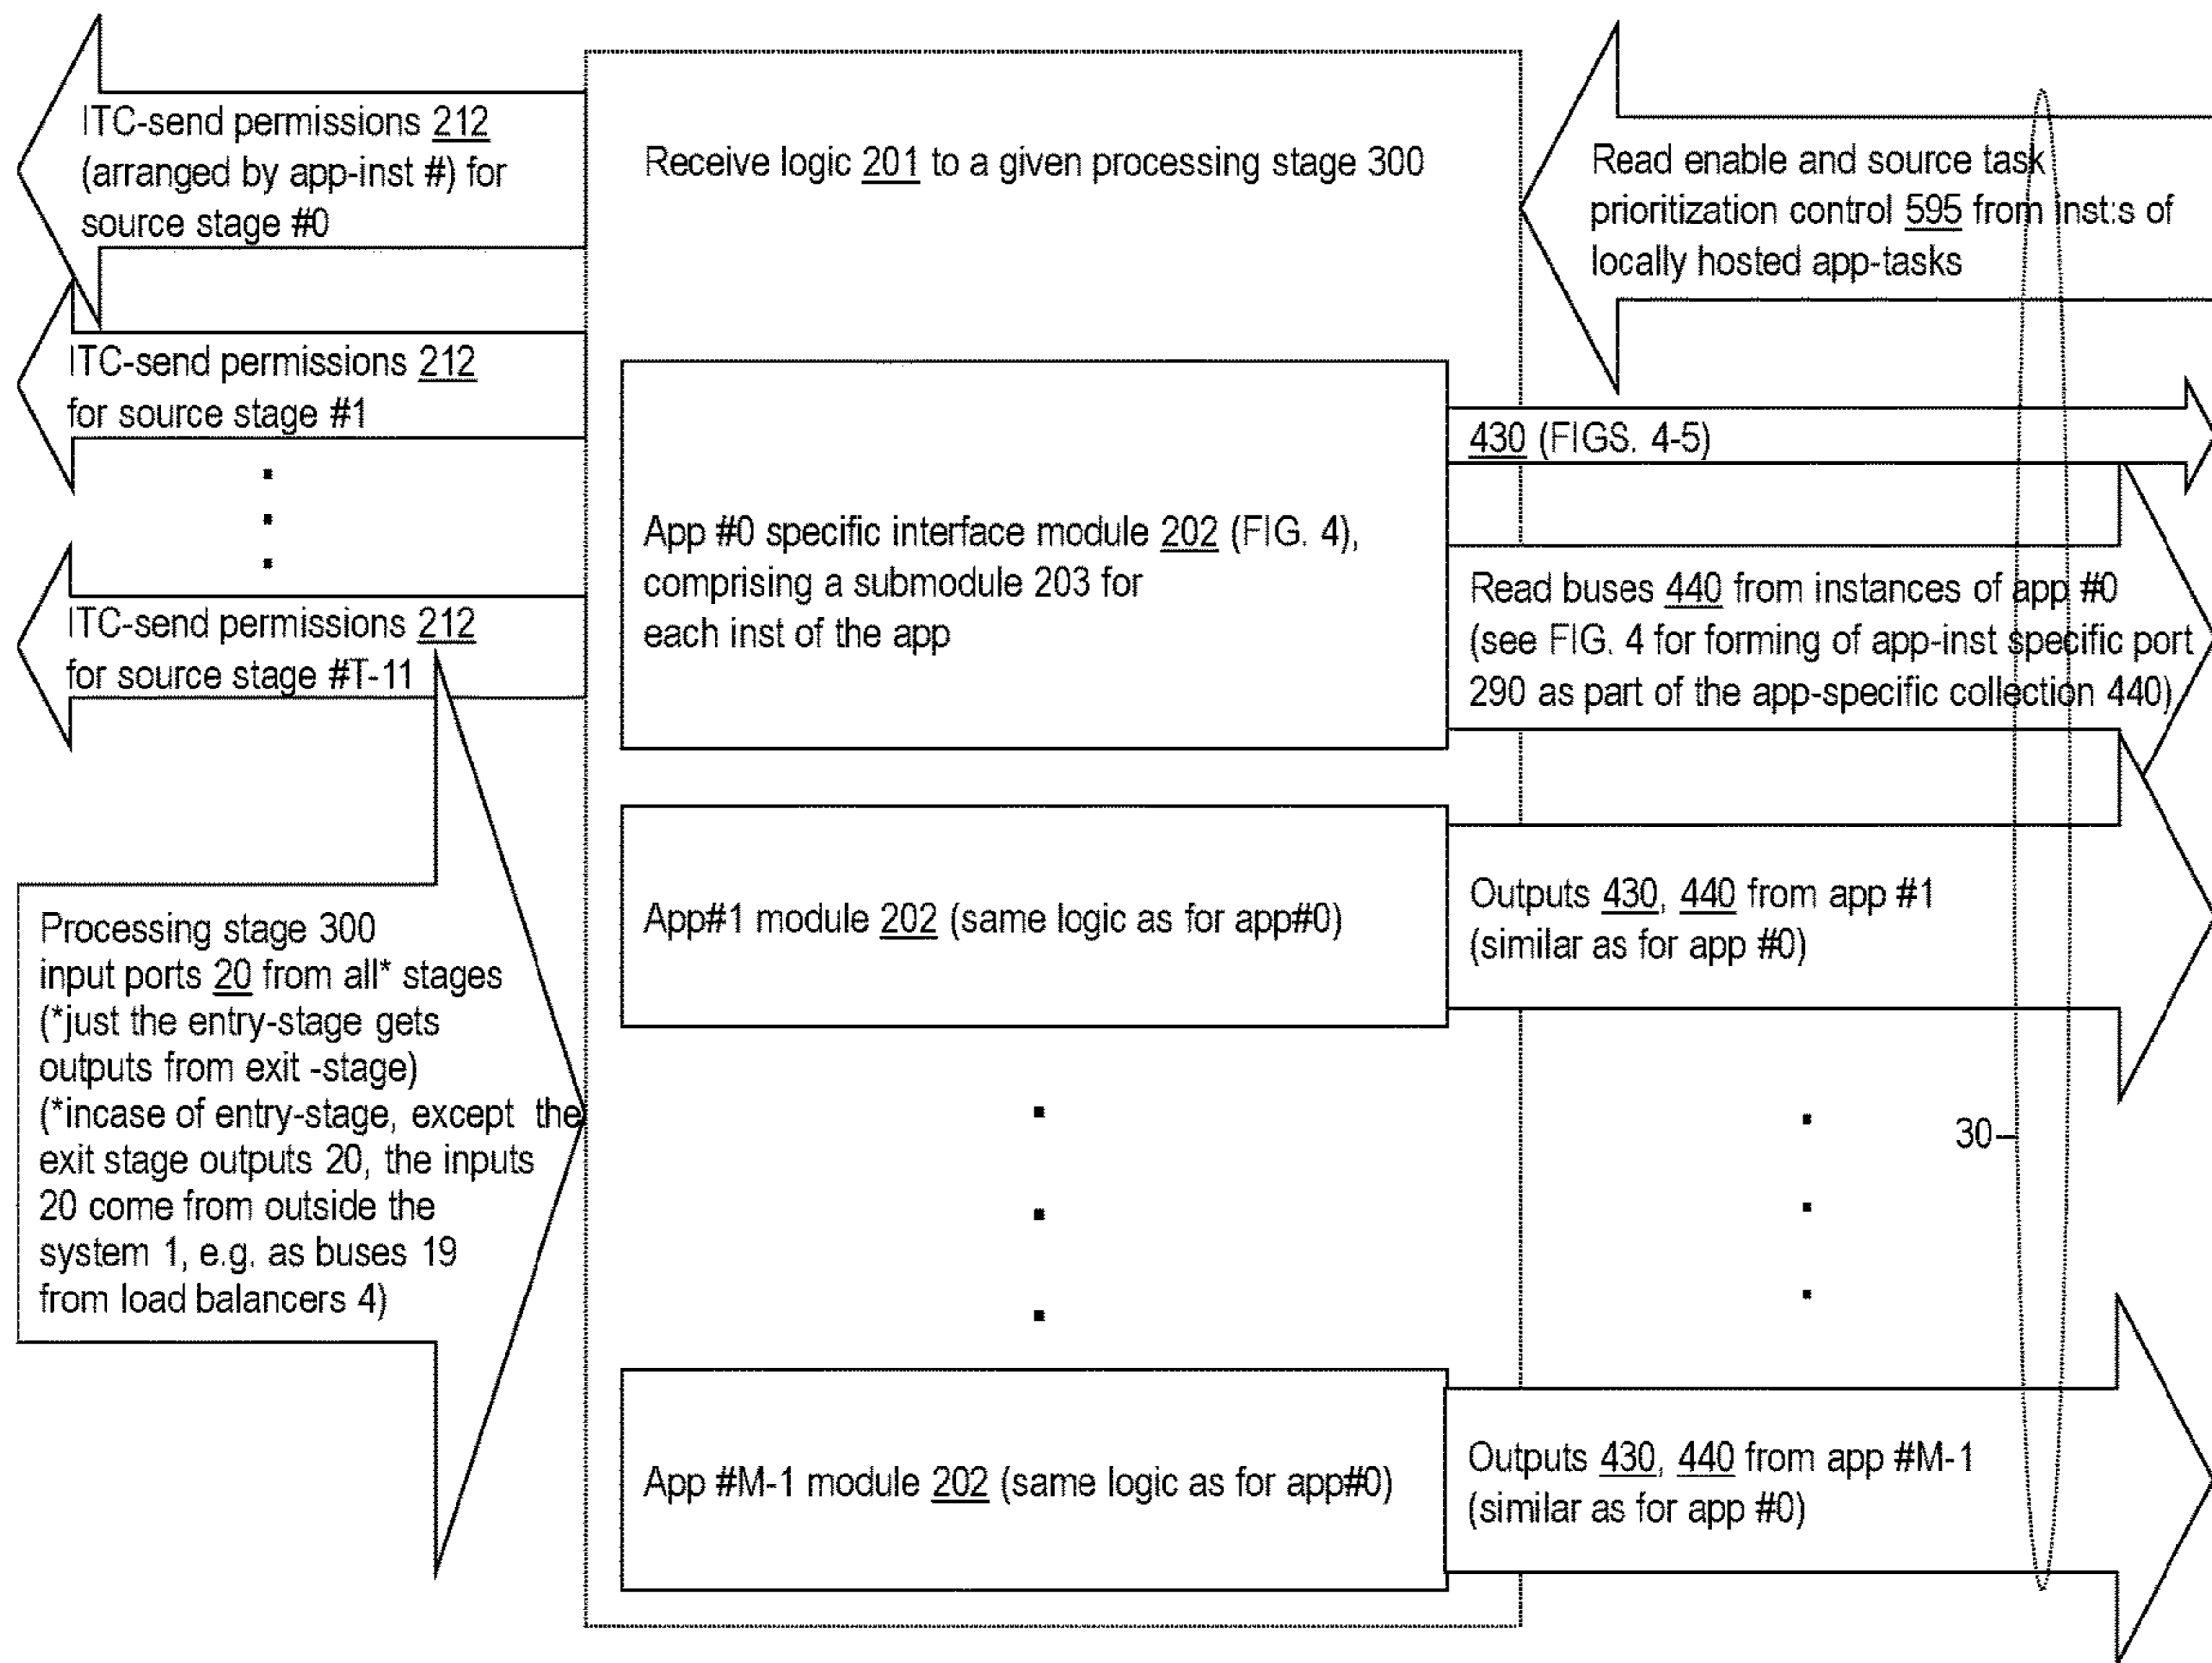 ITC-send permissions 212
(arranged by app-inst #) for
source stage #0
ITC-send permissions 212
for source stage #1
ITC-send permissions 212
for source stage #T-11
Processing stage 300
input ports 20 from all* stages
(*just the entry-stage gets
outputs from exit -stage)
(*incase of entry-stage, except the
exit stage outputs 20, the inputs
20 come from outside the
system 1, e.g. as buses 19
from load balancers 4)
Receive logic 201 to a given processing stage 300
App #0 specific interface module 202 (FIG. 4),
comprising a submodule 203 for
each inst of the app
App#1 module 202 (same logic as for app#0)
App #M-1 module 202 (same logic as for app#0)
Read enable and source task
prioritization control 595 from inst:s of
locally hosted app-tasks
430 (FIGS. 4-5)
Read buses 440 from instances of app #0
(see FIG. 4 for forming of app-inst specific port
290 as part of the app-specific collection 440)
Outputs 430, 440 from app #1
(similar as for app #0)
30
Outputs 430, 440 from app #M-1
(similar as for app #0)